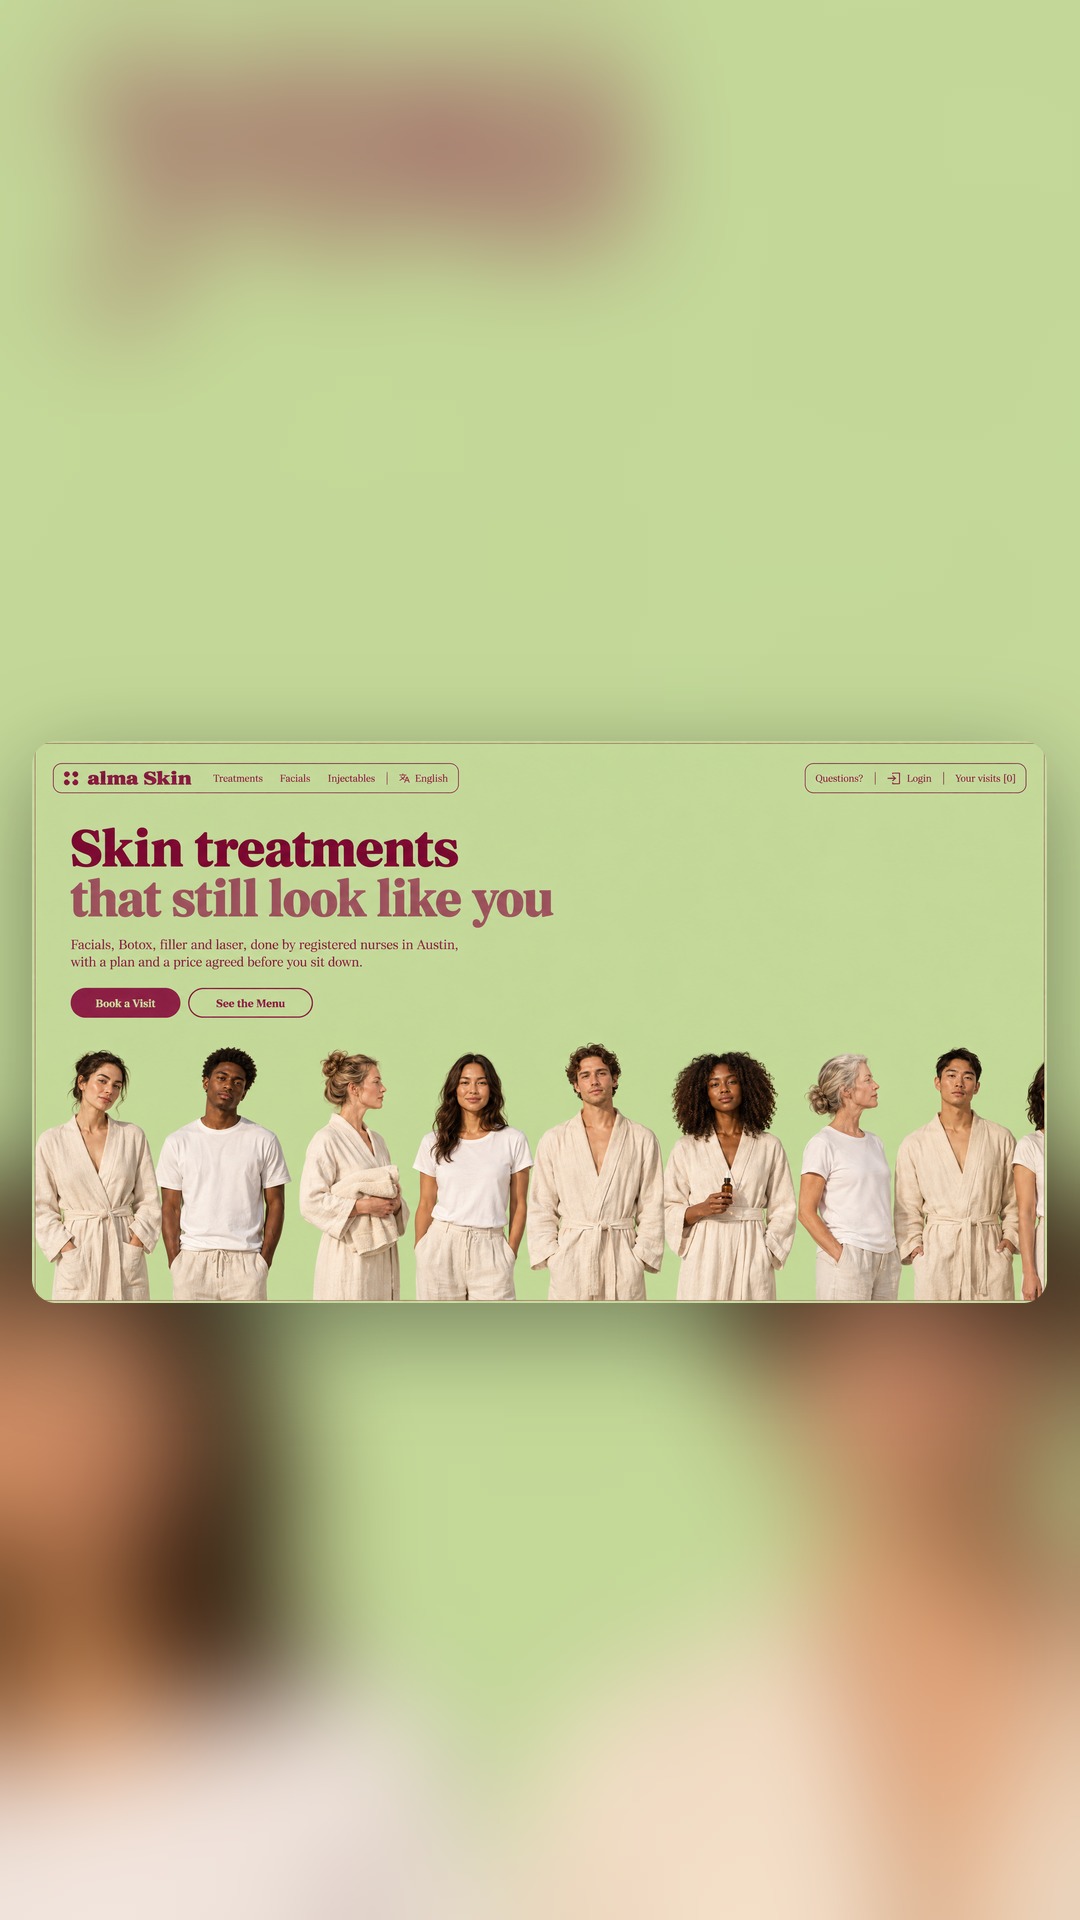 alma Skin
Treatments
Facials
Injectables
English
Questions?
Login
Your visits [0]
Skin treatments
that still look like you
Facials, Botox, filler and laser, done by registered nurses in Austin,
with a plan and a price agreed before you sit down.
Book a Visit
See the Menu